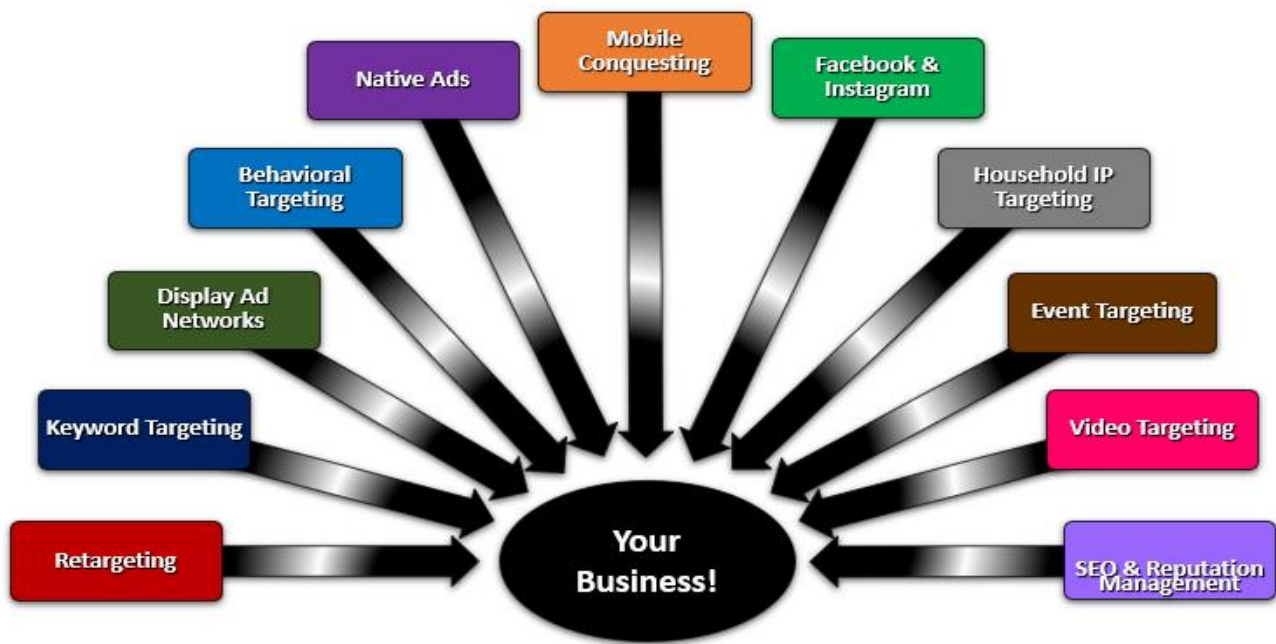 Mobile
Conquesting
Native Ads
Facebook &
Instagram
Behavioral
Targeting
Household IP
Targeting
Display Ad
Networks
Event Targeting
Keyword Targeting
Video Targeting
Retargeting
Your
Business!
SEO & Reputation
Management